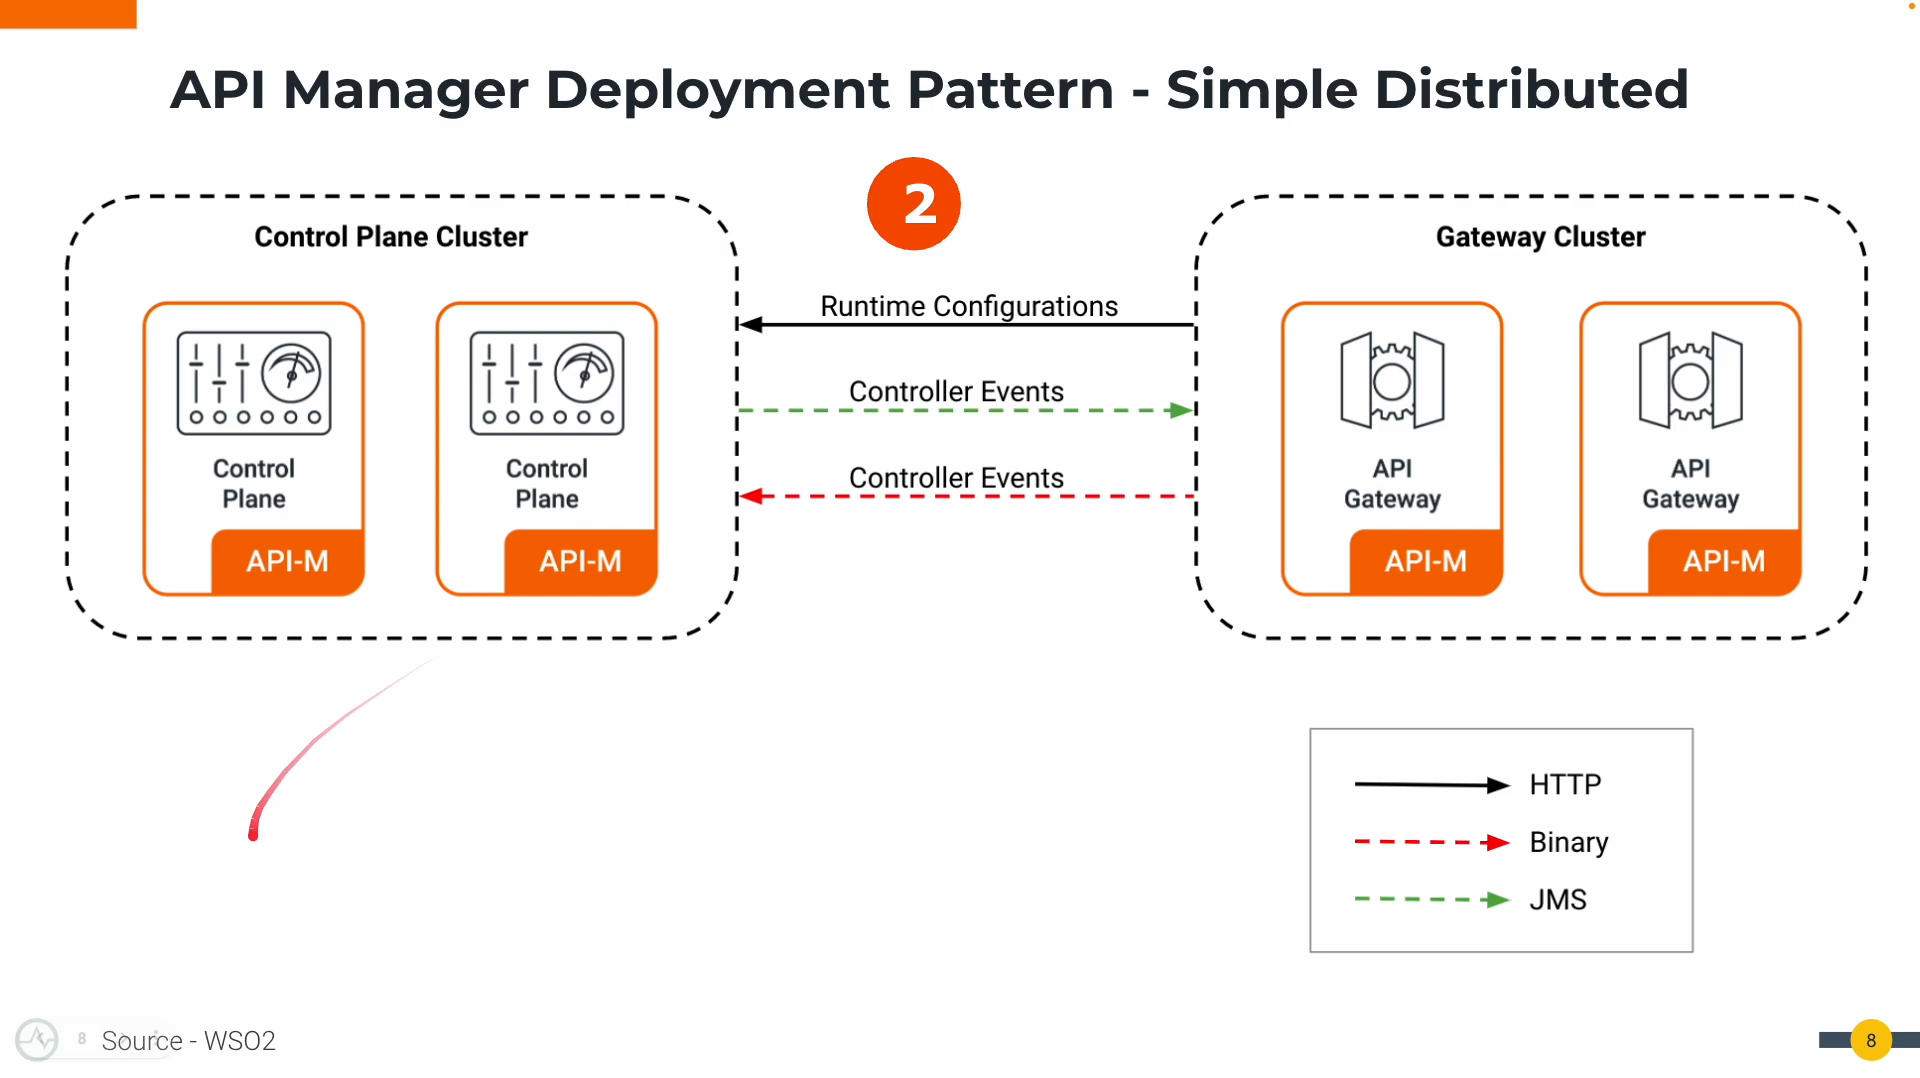 API Manager Deployment Pattern - Simple Distributed
2
Control Plane Cluster
Control
Plane
API-M
Control
Plane
API-M
Runtime Configurations
Controller Events
Controller Events
Gateway Cluster
API
Gateway
API-M
API
Gateway
API-M
HTTP
Binary
JMS
8
Source - WSO2
8